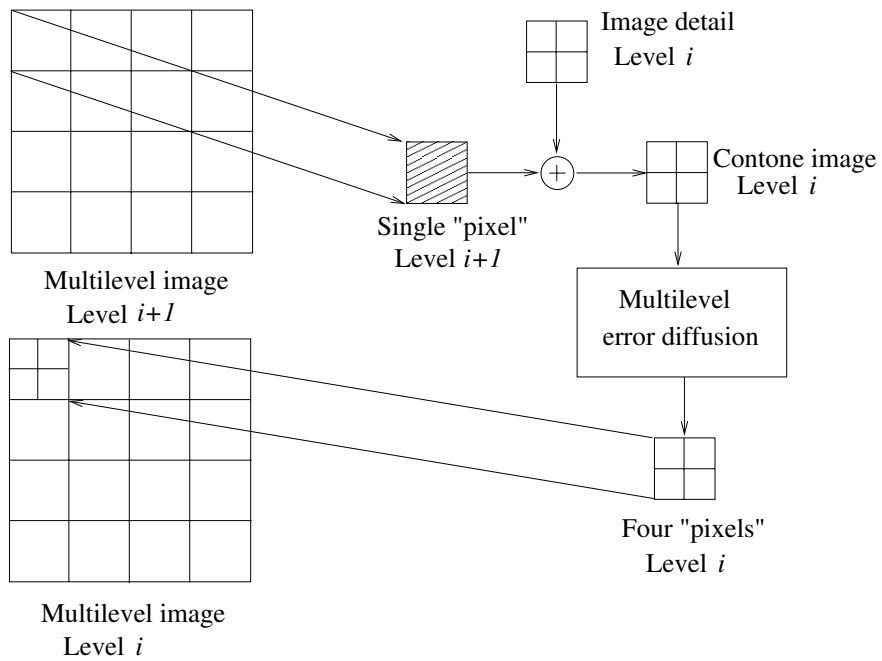 Image detail
Level i
Contone image
Level i
Single "pixel"
Level i+1
Multilevel image
Level i+1
Multilevel
error diffusion
Four "pixels"
Level i
Multilevel image
Level i